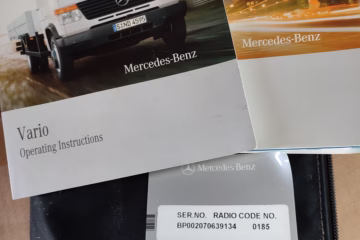 Mercedes-Benz
Mercedes-Benz
Vario
Operating Instructions
Mercedes-Benz
SER.NO. RADIO CODE NO.
BP002070639134 0185